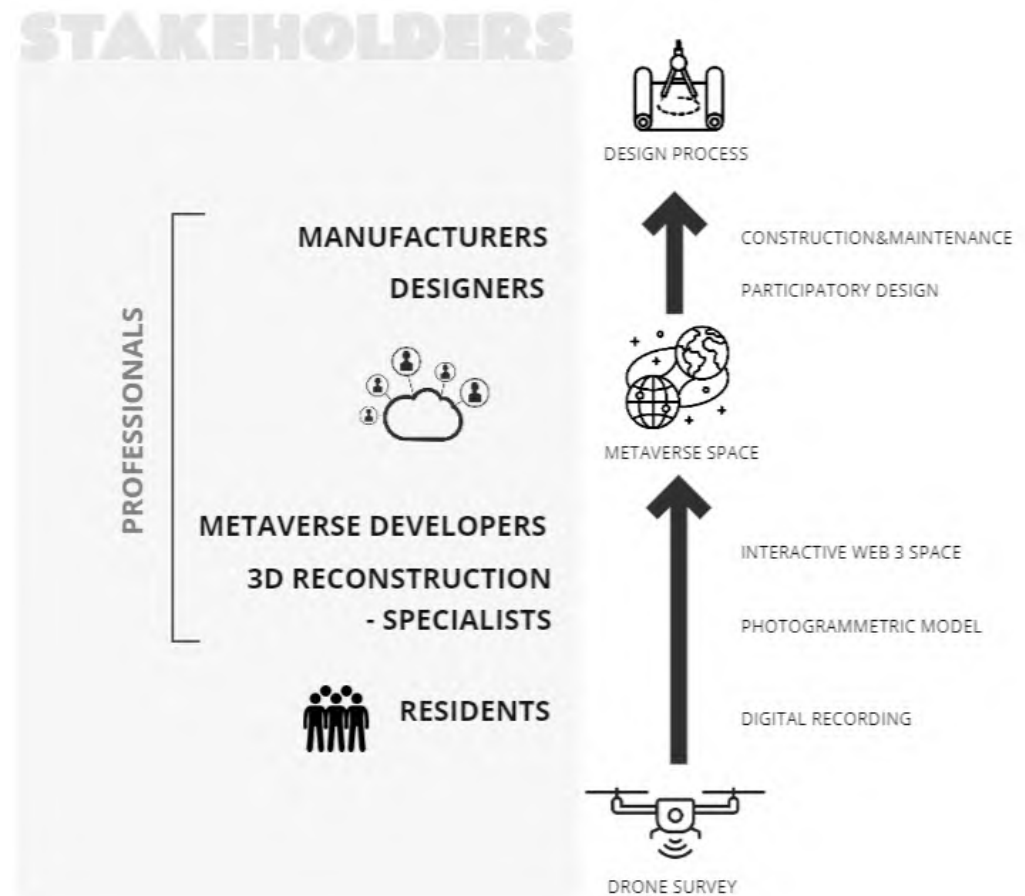 STAKEHOLDERS
DESIGN PROCESS
MANUFACTURERS
CONSTRUCTION&MAINTENANCE
DESIGNERS
PARTICIPATORY DESIGN
PROFESSIONALS
METAVERSE SPACE
METAVERSE DEVELOPERS
INTERACTIVE WEB 3 SPACE
3D RECONSTRUCTION
- SPECIALISTS
PHOTOGRAMMETRIC MODEL
RESIDENTS
DIGITAL RECORDING
DRONE SURVEY